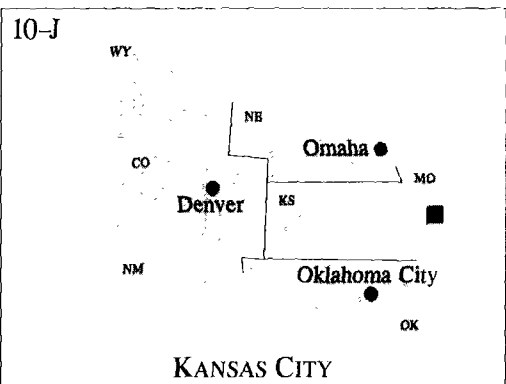 10-J
WY
NE
Omaha
CO
MO
Denver
KS
NM
Oklahoma City
OK
KANSAS CITY